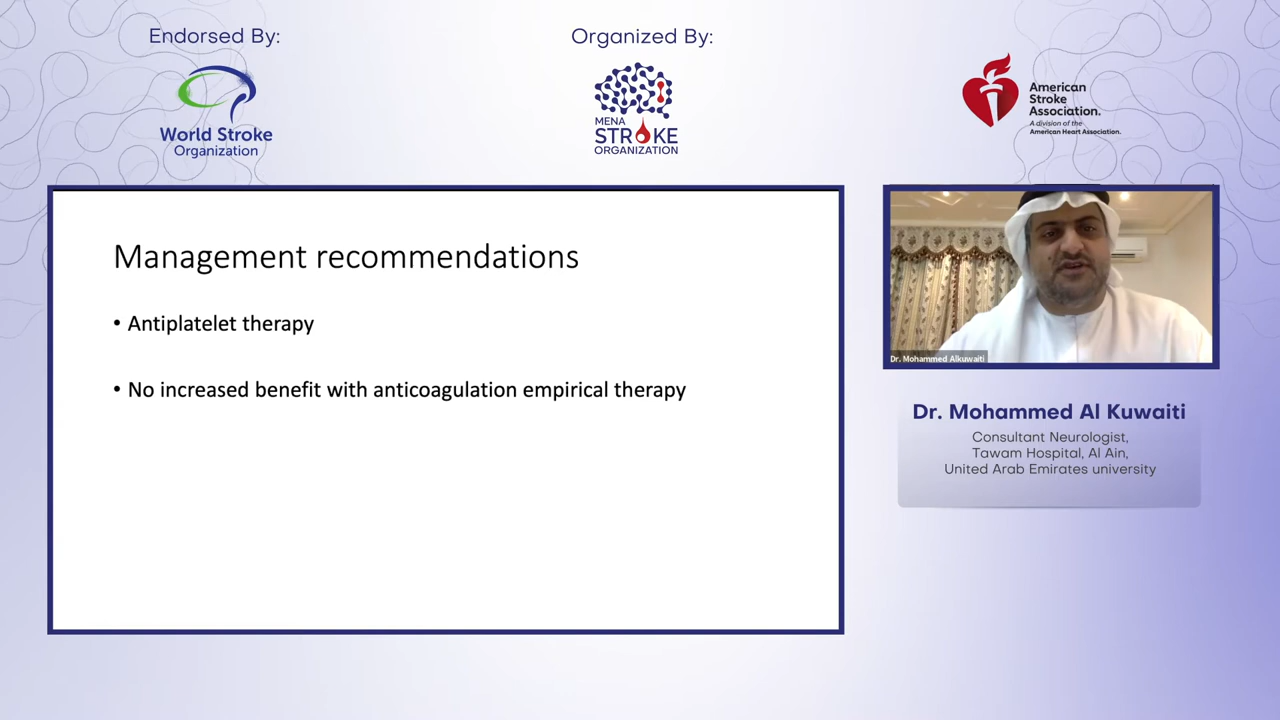 Endorsed By:
World Stroke
Organization
Organized By:
MENA
STROKE
ORGANIZATION
American
Stroke
Association.
A division of the
American Heart Association.
Management recommendations
• Antiplatelet therapy
• No increased benefit with anticoagulation empirical therapy
Dr. Mohammed Alkuwaiti
Dr. Mohammed Al Kuwaiti
Consultant Neurologist,
Tawam Hospital, Al Ain,
United Arab Emirates university